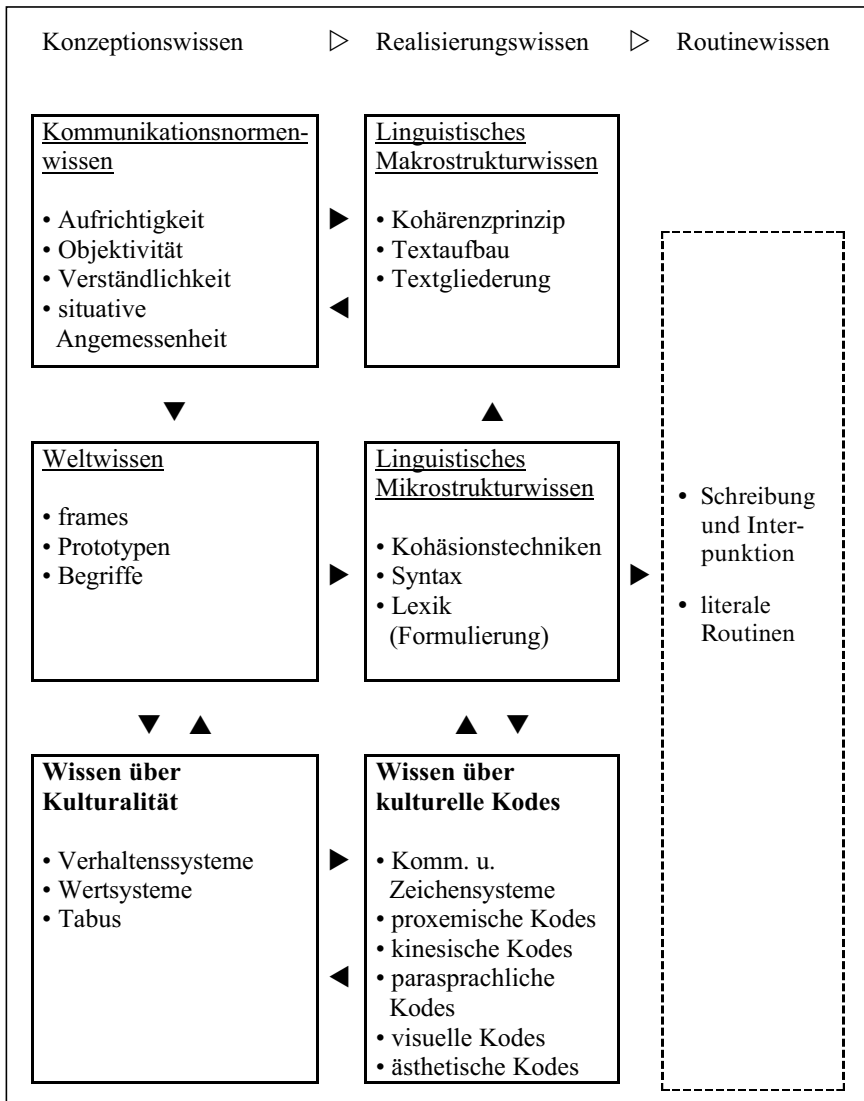 Konzeptionswissen ▷ Realisierungswissen ▷ Routinewissen
Kommunikationsnormen-
wissen
• Aufrichtigkeit
• Objektivität
• Verständlichkeit
• situative
Angemessenheit
Linguistisches
Makrostrukturwissen
• Kohärenzprinzip
• Textaufbau
• Textgliederung
Weltwissen
• frames
• Prototypen
• Begriffe
Linguistisches
Mikrostrukturwissen
• Kohäsionstechniken
• Syntax
• Lexik
(Formulierung)
Wissen über
Kulturalität
• Verhaltenssysteme
• Wertsysteme
• Tabus
Wissen über
kulturelle Kodes
• Komm. u.
Zeichensysteme
• proxemische Kodes
• kinesische Kodes
• parasprachliche
Kodes
• visuelle Kodes
• ästhetische Kodes
• Schreibung
und Inter-
punktion
• literale
Routinen